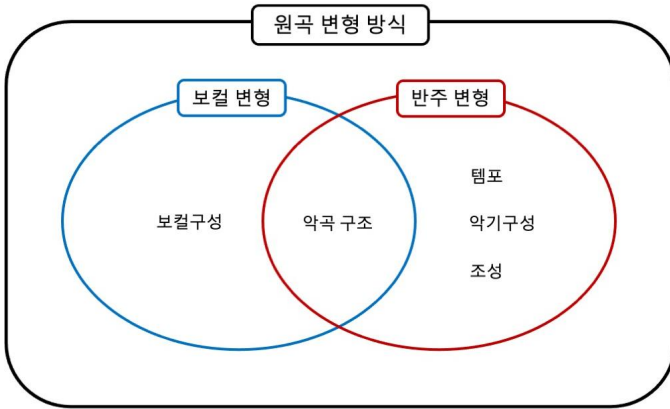 원곡 변형 방식
보컬 변형
반주 변형
보컬구성
악곡 구조
템포
악기구성
조성